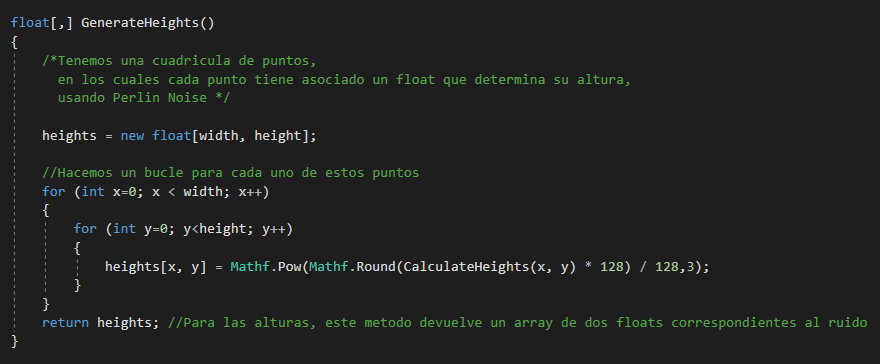 float[,] GenerateHeights()
{
/*Tenemos una cuadricula de puntos,
en los cuales cada punto tiene asociado un float que determina su altura,
usando Perlin Noise */
heights = new float[width, height];
//Hacemos un bucle para cada uno de estos puntos
for (int x=0; x < width; x++)
{
for (int y=0; y<height; y++)
{
heights[x, y] = Mathf.Pow(Mathf.Round(CalculateHeights(x, y) * 128) / 128,3);
}
}
return heights; //Para las alturas, este metodo devuelve un array de dos floats correspondientes al ruido
}